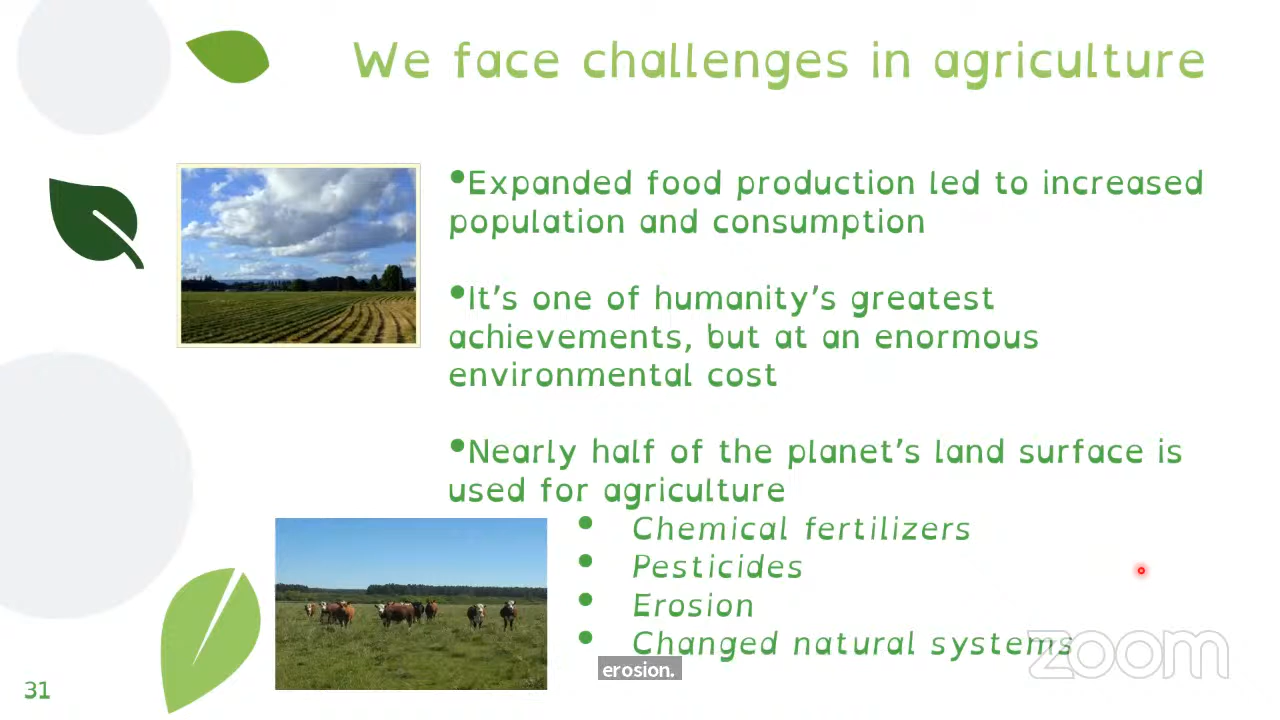 We face challenges in agriculture
•Expanded food production led to increased
population and consumption
•It’s one of humanity’s greatest
achievements, but at an enormous
environmental cost
•Nearly half of the planet’s land surface is
used for agriculture
• Chemical fertilizers
• Pesticides
• Erosion
• Changed natural systems
zoom
erosion.
31